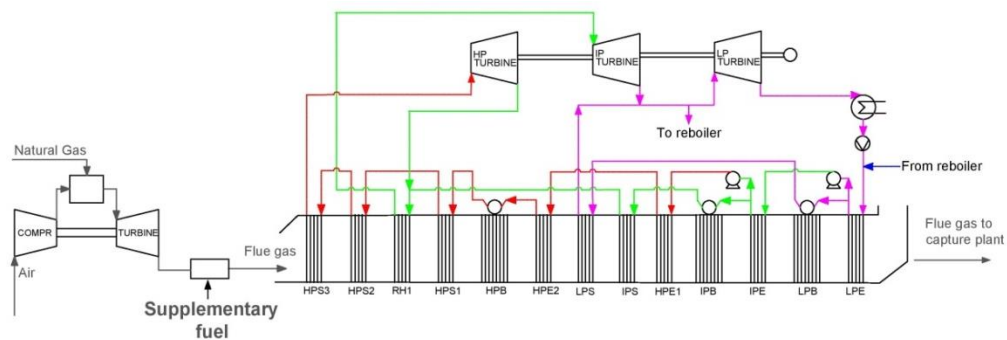 HP
TURBINE
IP
TURBINE
LP
TURBINE
To reboiler
From reboiler
Natural Gas
COMPR
TURBINE
Air
Flue gas
Supplementary
fuel
Flue gas to
capture plant
HPS3 HPS2 RH1 HPS1 HPB HPE2 LPS IPS HPE1 IPB IPE LPB LPE